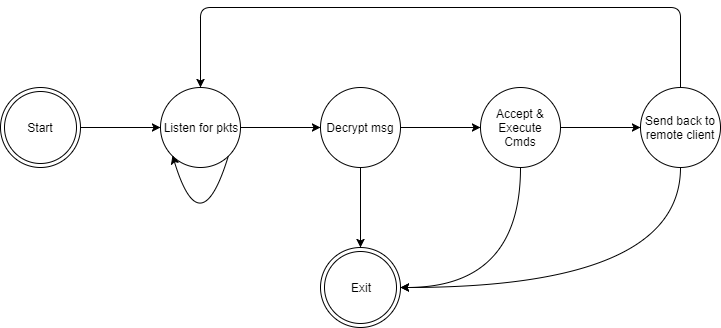 Start
Listen for pkts
Decrypt msg
Accept &
Execute
Cmds
Send back to
remote client
Exit